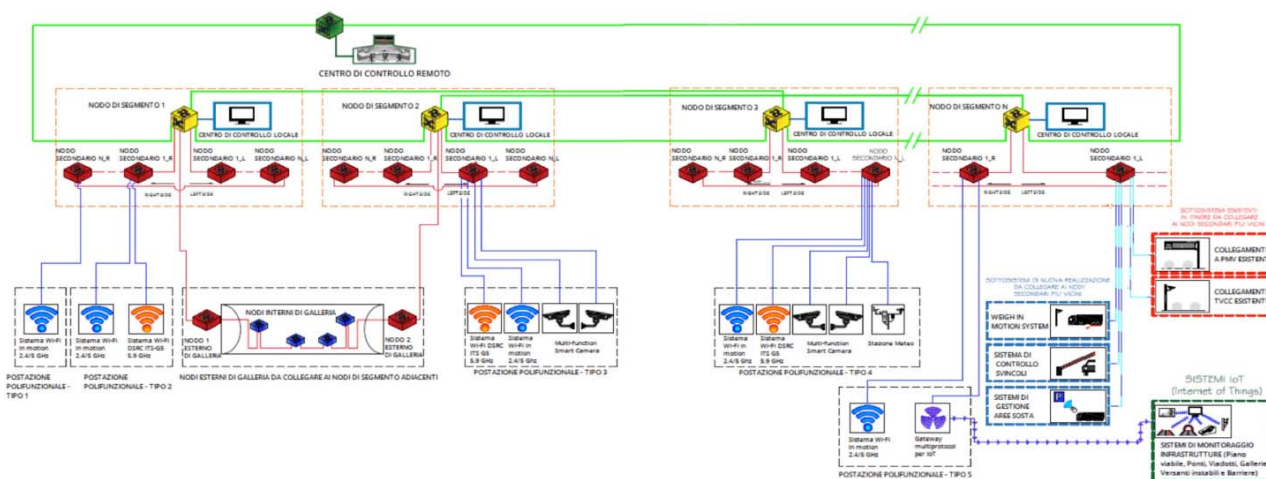 CENTRO DI CONTROLLO REMOTO
NODO DI SEGMENTO 1
CENTRO DI CONTROLLO LOCALE
NODO
SECONDARIO N_R
NODO
SECONDARIO 1_R
NODO
SECONDARIO 1_L
NODO
SECONDARIO N_L
RIGHT SIDE
LEFT SIDE
NODO DI SEGMENTO 2
CENTRO DI CONTROLLO LOCALE
NODO
SECONDARIO N_R
NODO
SECONDARIO 1_R
NODO
SECONDARIO 1_L
NODO
SECONDARIO N_L
RIGHT SIDE
LEFT SIDE
NODO DI SEGMENTO 3
CENTRO DI CONTROLLO LOCALE
NODO
SECONDARIO N_R
NODO
SECONDARIO 1_R
NODO
SECONDARIO 1_L
NODO
RIGHT SIDE
LEFT SIDE
NODO DI SEGMENTO N
CENTRO DI CONTROLLO LOCALE
NODO
SECONDARIO 1_R
NODO
SECONDARIO 1_L
RIGHT SIDE
LEFT SIDE
SOTTOSISTEMI ESISTENTI
IN ITINERE DA COLLEGARE
AI NODI SECONDARI PIU' VICINI
COLLEGAMENTI
A PMV ESISTENTI
COLLEGAMENTI
TVCC ESISTENTI
SOTTOSISTEMI DI NUOVA REALIZZAZIONE
DA COLLEGARE AI NODI
SECONDARI PIU' VICINI
WEIGH IN
MOTION SYSTEM
SISTEMA DI
CONTROLLO
SVINCOLI
SISTEMI DI
GESTIONE
AREE SOSTA
P
SISTEMI IoT
(Internet of Things)
SISTEMI DI MONITORAGGIO
INFRASTRUTTURE (Piano
viabile, Ponti, Viadotti, Gallerie
Versanti instabili e Barriere)
Sistema Wi-Fi
in motion
2.4/5 GHz
POSTAZIONE
POLIFUNZIONALE -
TIPO 1
Sistema Wi-Fi
in motion
2.4/5 GHz
Sistema Wi-Fi
DSRC ITS-G5
5.9 GHz
POSTAZIONE
POLIFUNZIONALE - TIPO 2
NODI INTERNI DI GALLERIA
NODO 1
ESTERNO
DI GALLERIA
NODO 2
ESTERNO
DI GALLERIA
NODI ESTERNI DI GALLERIA DA COLLEGARE AI NODI DI SEGMENTO ADIACENTI
Sistema
Wi-Fi DSRC
ITS G5
5.9 GHz
Sistema
Wi-Fi in
motion
2.4/5 GHz
Multi-function
Smart Camera
POSTAZIONE POLIFUNZIONALE - TIPO 3
Sistema
Wi-Fi in
motion
2.4/5 GHz
Sistema
Wi-Fi DSRC
ITS G5
5.9 GHz
Multi-function
Smart Camera
Stazione Meteo
POSTAZIONE POLIFUNZIONALE - TIPO 4
Sistema Wi-Fi
in motion
2.4/5 GHz
Gateway
multiprotocol
per IoT
POSTAZIONE POLIFUNZIONALE - TIPO 5